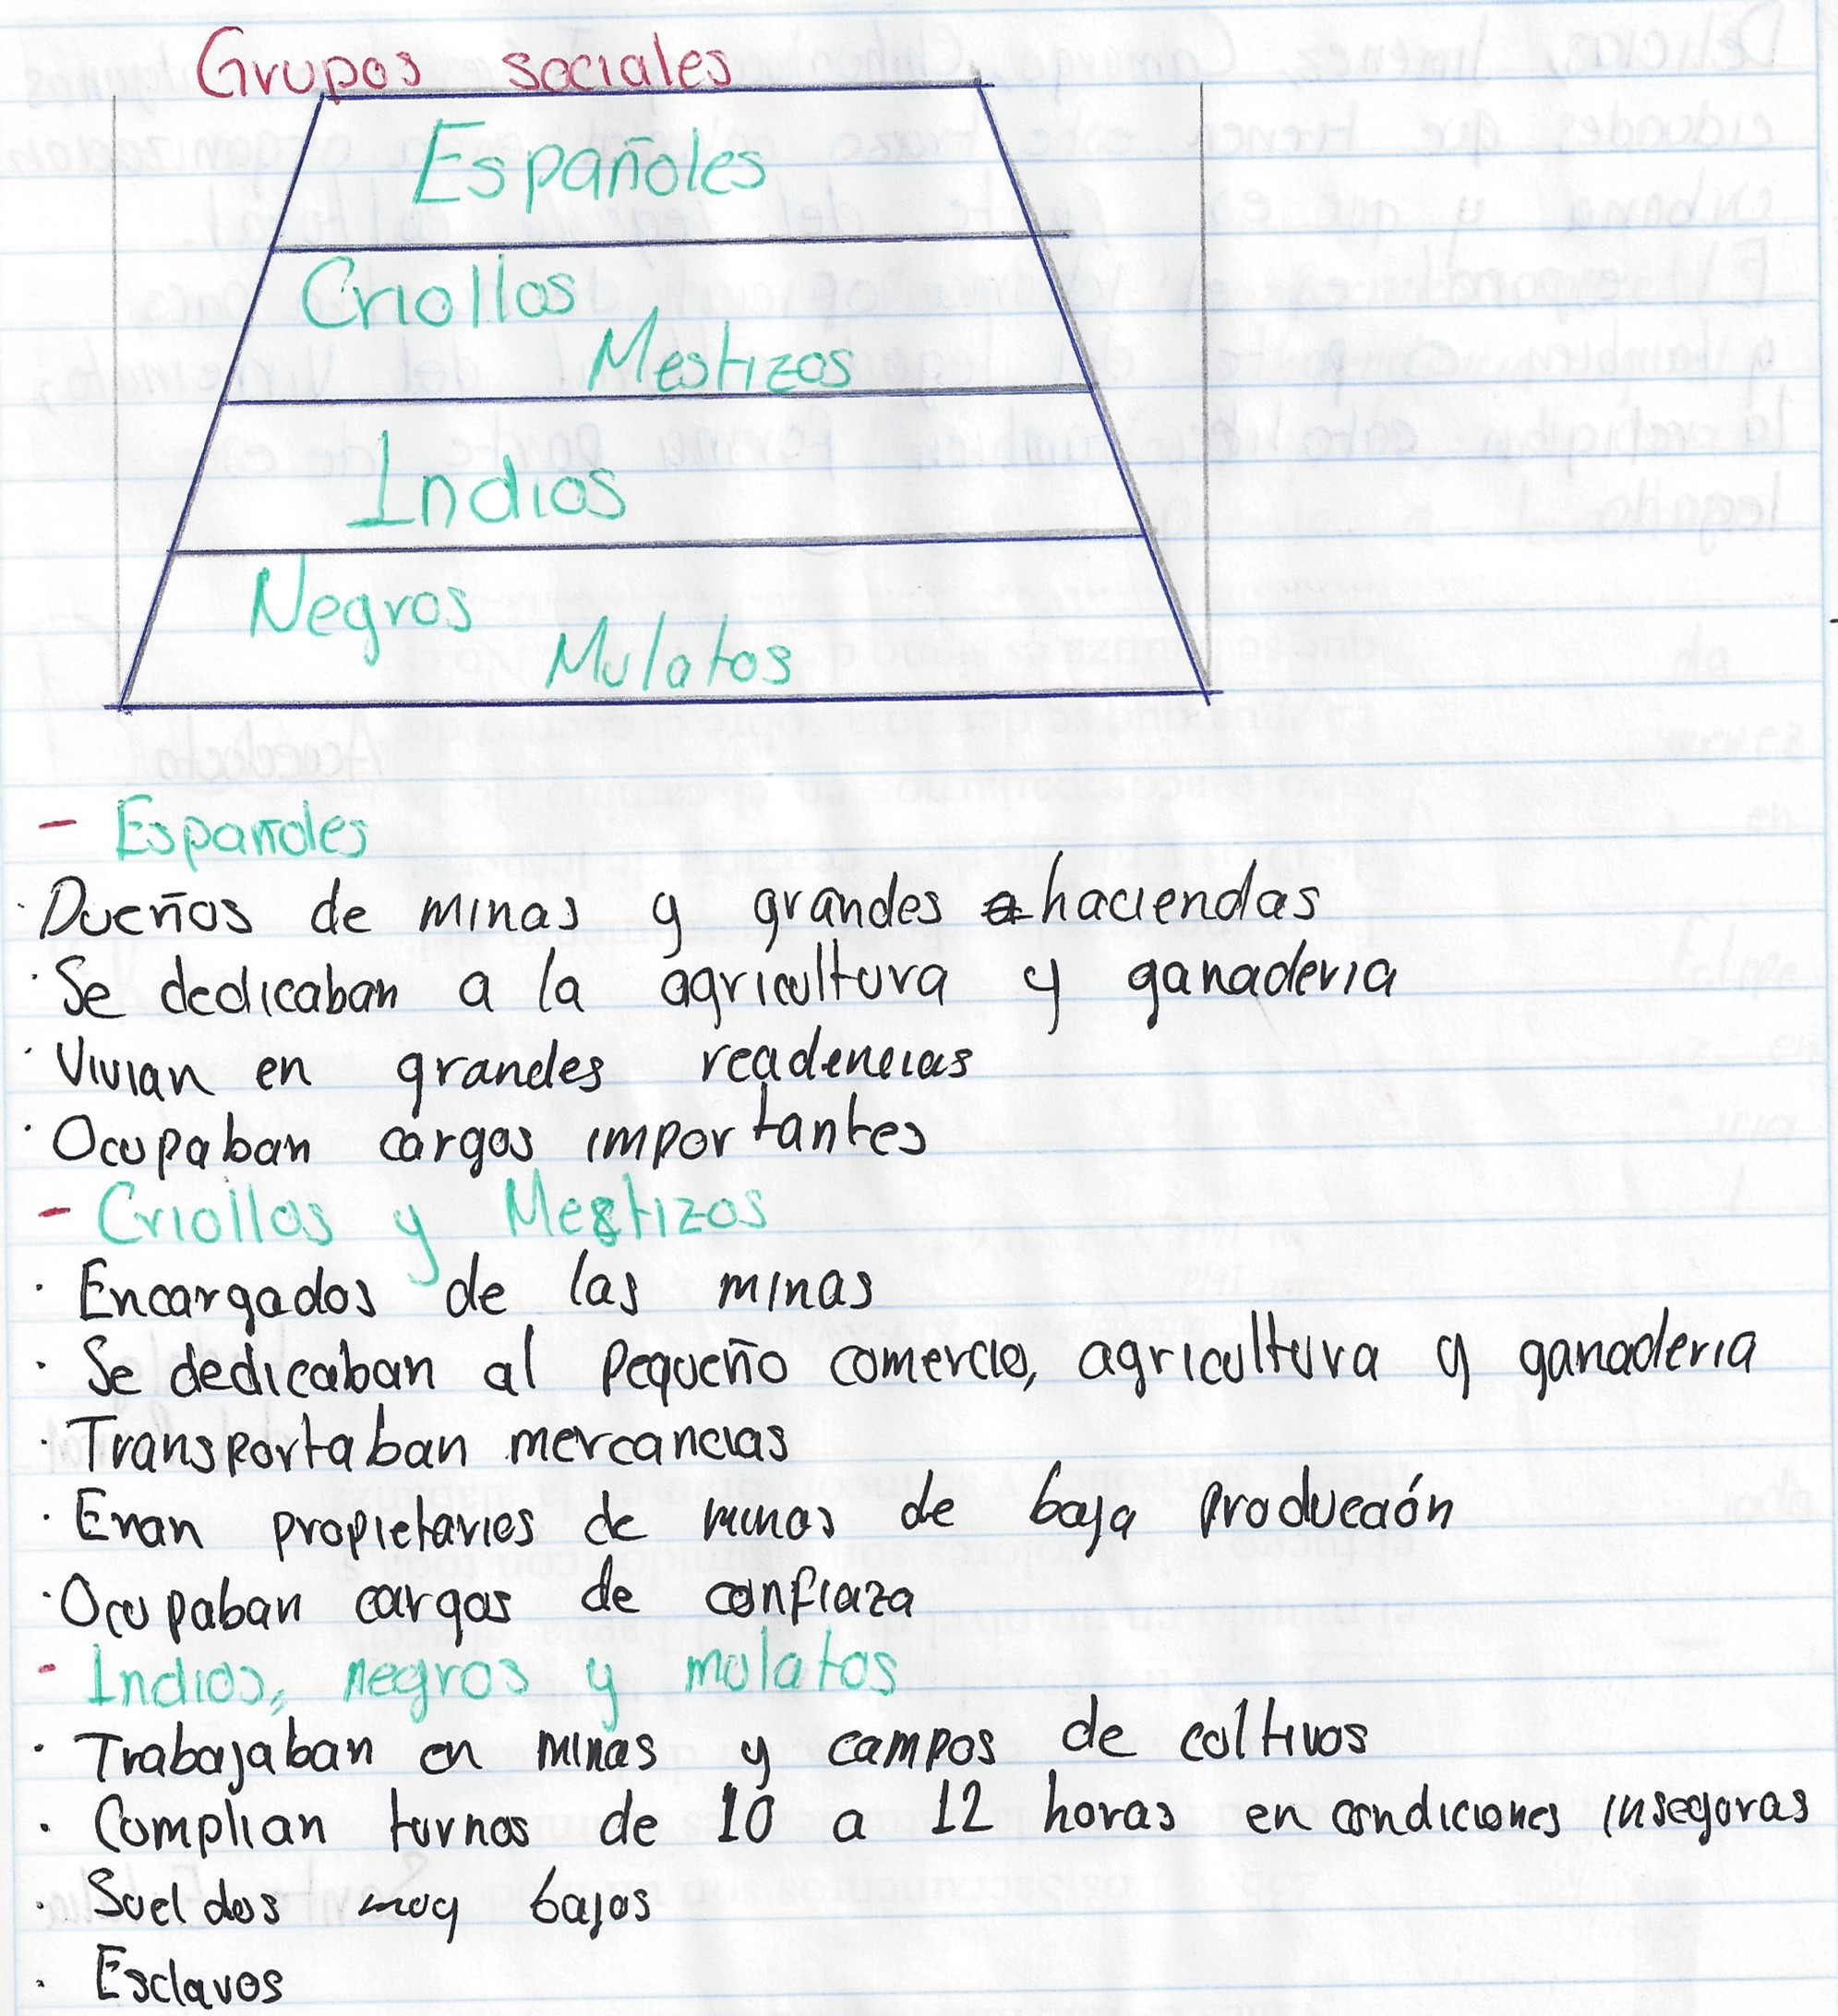 Grupos sociales
Españoles
Criollos
Mestizos
Indios
Negros
Mulatos
- Españoles
· Dueños de minas y grandes haciendas
· Se dedicaban a la agricultura y ganaderia
· Vivian en grandes readencias
· Ocupaban cargos importantes
- Criollos y Mestizos
· Encargados de las minas
· Se dedicaban al pequeño comercio, agricultura y ganaderia
· Transportaban mercancias
· Eran propietarios de minas de baja producción
· Ocupaban cargos de confiaza
- Indios, negros y mulatos
· Trabajaban en minas y campos de cultivos
· Cumplian turnos de 10 a 12 horas en condiciones inseguras
· Sueldos muy bajos
· Esclavos